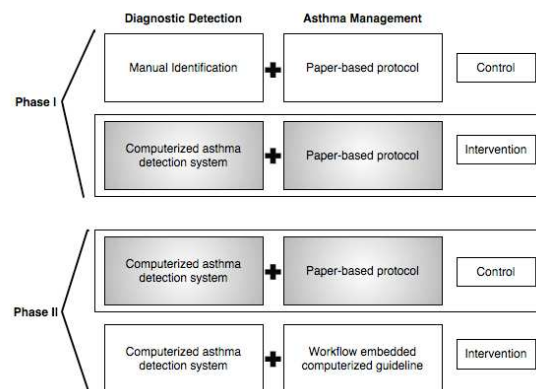 Diagnostic Detection Asthma Management
Manual Identification + Paper-based protocol Control
Phase I
Computerized asthma
detection system + Paper-based protocol Intervention
Computerized asthma
detection system + Paper-based protocol Control
Phase II
Computerized asthma
detection system + Workflow embedded
computerized guideline Intervention